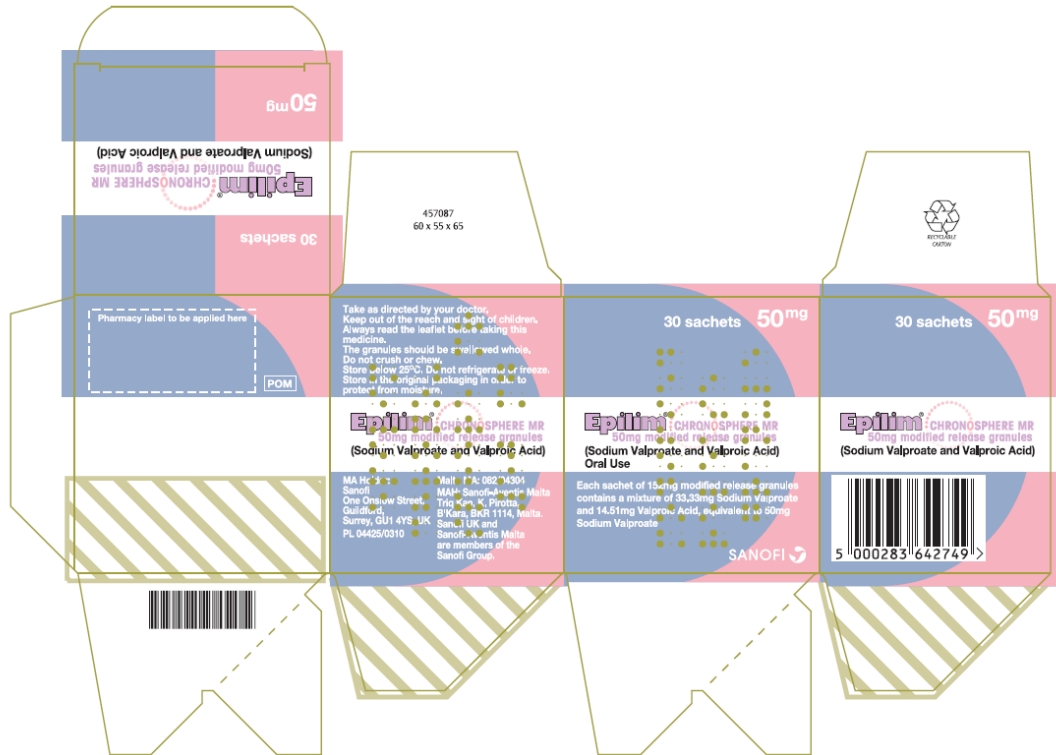 50mg
(Sodium Valproate and Valproic Acid)
50mg modified release granules
Epilim® CHRONOSPHERE MR
30 sachets
457087
60 x 55 x 65
RECYCLABLE
CARTON
Pharmacy label to be applied here
POM
Take as directed by your doctor.
Keep out of the reach and sight of children.
Always read the leaflet before taking this
medicine.
The granules should be swallowed whole.
Do not crush or chew.
Store below 25°C. Do not refrigerate or freeze.
Store in the original packaging in order to
protect from moisture.
Epilim® CHRONOSPHERE MR
50mg modified release granules
(Sodium Valproate and Valproic Acid)
MA Holder:
Sanofi
One Onslow Street,
Guildford,
Surrey, GU1 4YS, UK
PL 04425/0310
Malta MA: 082/04304
MAH: Sanofi-Aventis Malta
Triq Kan. K. Pirotta,
B'Kara, BKR 1114, Malta.
Sanofi UK and
Sanofi-Aventis Malta
are members of the
Sanofi Group.
30 sachets 50mg
Epilim® CHRONOSPHERE MR
50mg modified release granules
(Sodium Valproate and Valproic Acid)
Oral Use
Each sachet of modified release granules
contains a mixture of 33,33mg Sodium Valproate
and 14.51mg Valproic Acid, equivalent to 50mg
Sodium Valproate
SANOFI
30 sachets 50mg
Epilim® CHRONOSPHERE MR
50mg modified release granules
(Sodium Valproate and Valproic Acid)
5 000283 642749 >